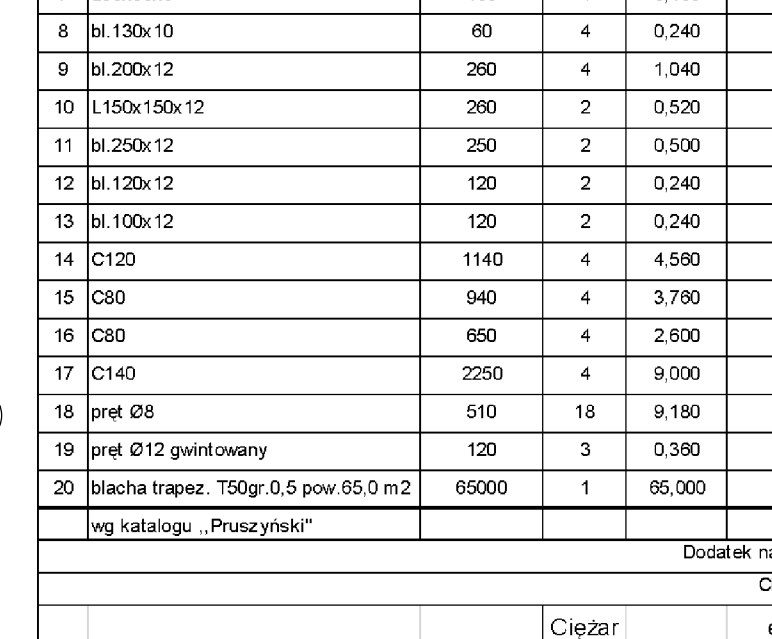 8 bl.130x10 60 4 0,240
9 bl.200x12 260 4 1,040
10 L150x150x12 260 2 0,520
11 bl.250x12 250 2 0,500
12 bl.120x12 120 2 0,240
13 bl.100x12 120 2 0,240
14 C120 1140 4 4,560
15 C80 940 4 3,760
16 C80 650 4 2,600
17 C140 2250 4 9,000
18 pręt Ø8 510 18 9,180
19 pręt Ø12 gwintowany 120 3 0,360
20 blacha trapez. T50gr.0,5 pow.65,0 m2 65000 1 65,000
wg katalogu ,,Pruszyński"
Dodatek
Ciężar